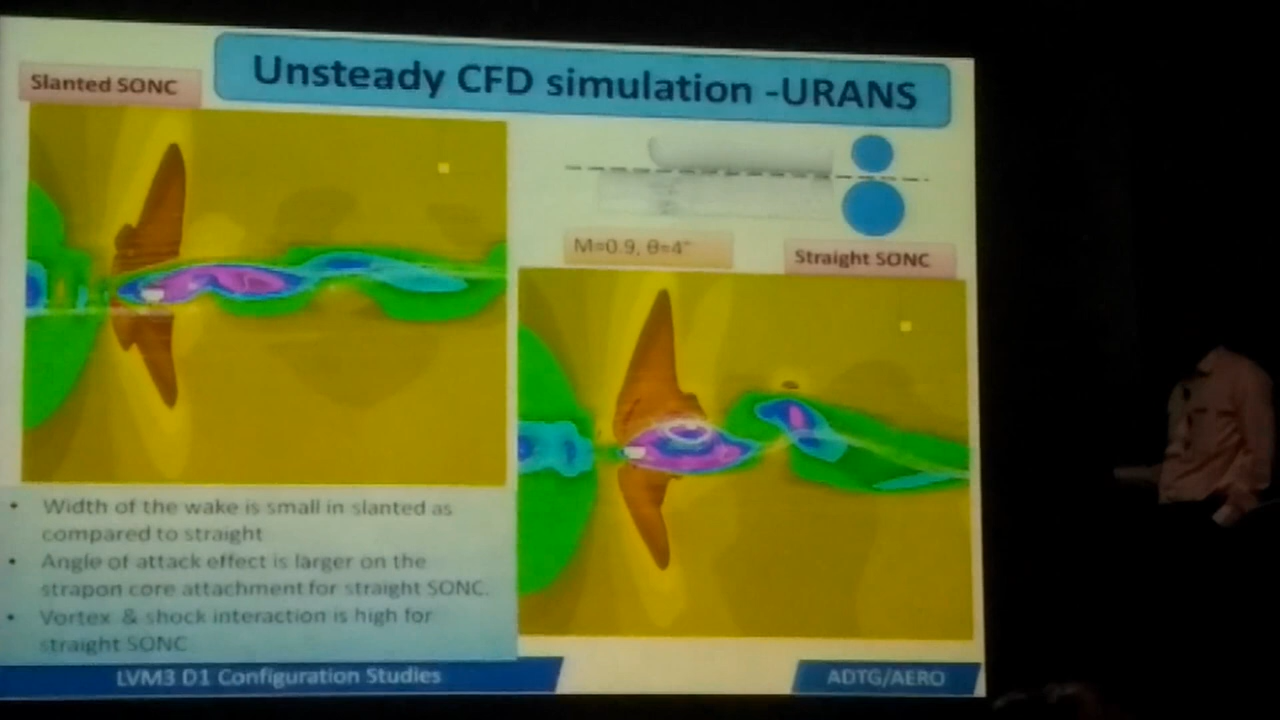 Unsteady CFD simulation -URANS
Slanted SONC
M=0.9, θ=4°
Straight SONC
• Width of the wake is small in slanted as
compared to straight
• Angle of attack effect is larger on the
strapon core attachment for straight SONC.
• Vortex & shock interaction is high for
straight SONC
LVM3 D1 Configuration Studies
ADTG/AERO